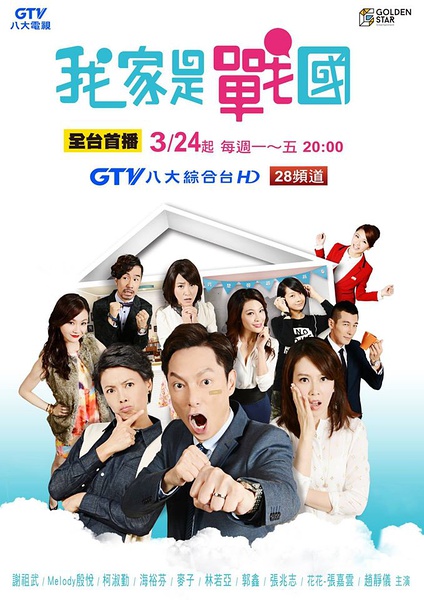 GTV
八大電視
GOLDEN
STAR
我家是戰國
全台首播 3/24起 每週一～五 20:00
GTV 八大綜合台HD 28頻道
NO
謝祖武 / Melody殷悅 / 柯淑勤 / 海裕芬 / 麥子 / 林若亞 / 郭鑫 / 張兆志 / 花花-張嘉雲 / 趙靜儀 主演